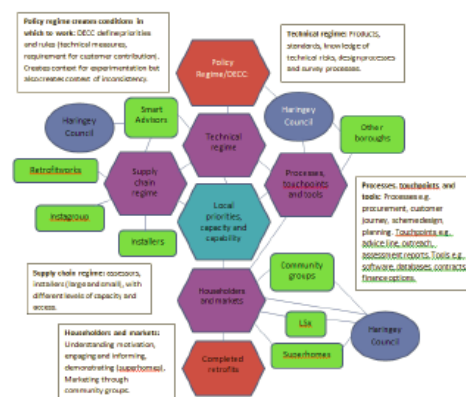 Policy regime creates conditions in
which to work: DECC define priorities
and rules (technical measures,
requirement for customer contribution).
Creates context for experimentation but
also creates context of inconsistency.
Technical regime: Products,
standards, knowledge of
technical risks, design processes
and survey processes.
Policy
Regime/DECC:
Haringey
Council
Smart
Advisors
Technical
regime
Haringey
Council
Other
boroughs
Retrofitworks
Supply
chain
regime
Processes,
touchpoints
and tools
Instagroup
Installers
Local
priorities,
capacity and
capability
Processes, touchpoints and
tools: Processes e.g.
procurement, customer
journey, scheme design,
planning. Touchpoints e.g.
advice line, outreach,
assessment reports. Tools e.g.
software, databases, contracts,
finance options.
Supply chain regime: assessors,
installers (large and small), with
different levels of capacity and
access.
Householders
and markets
Community
groups
LSx
Superhomes
Haringey
Council
Householders and markets:
Understanding motivation,
engaging and informing,
demonstrating (superhomes).
Marketing through
community groups.
Completed
retrofits